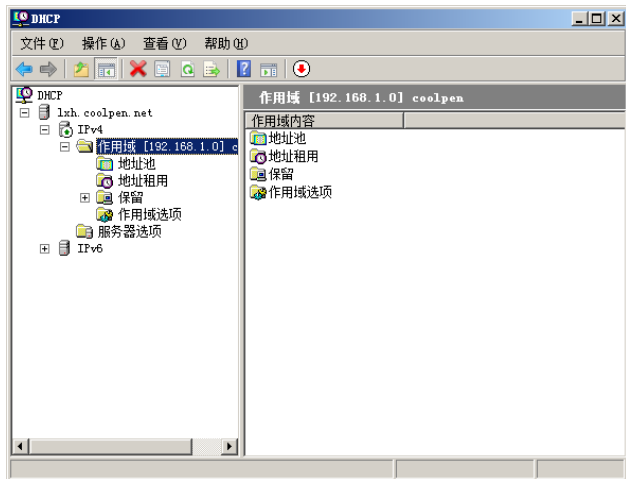 DHCP
文件(F) 操作(A) 查看(V) 帮助(H)
DHCP
lxh.coolpen.net
IPv4
作用域 [192.168.1.0] c
地址池
地址租用
保留
作用域选项
服务器选项
IPv6
作用域 [192.168.1.0] coolpen
作用域内容
地址池
地址租用
保留
作用域选项